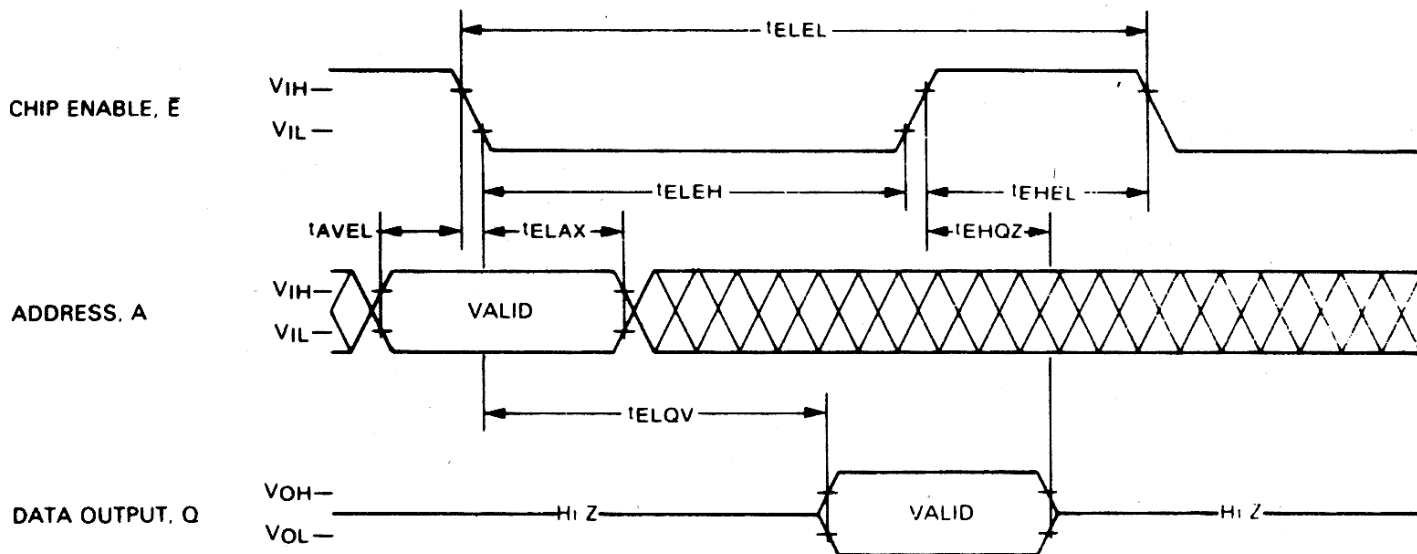 tELEL
CHIP ENABLE, Ē
VIH
VIL
tELEH
tEHEL
tAVEL
tELAX
tEHQZ
ADDRESS, A
VIH
VIL
VALID
tELQV
DATA OUTPUT, Q
VOH
VOL
Hi Z
VALID
Hi Z